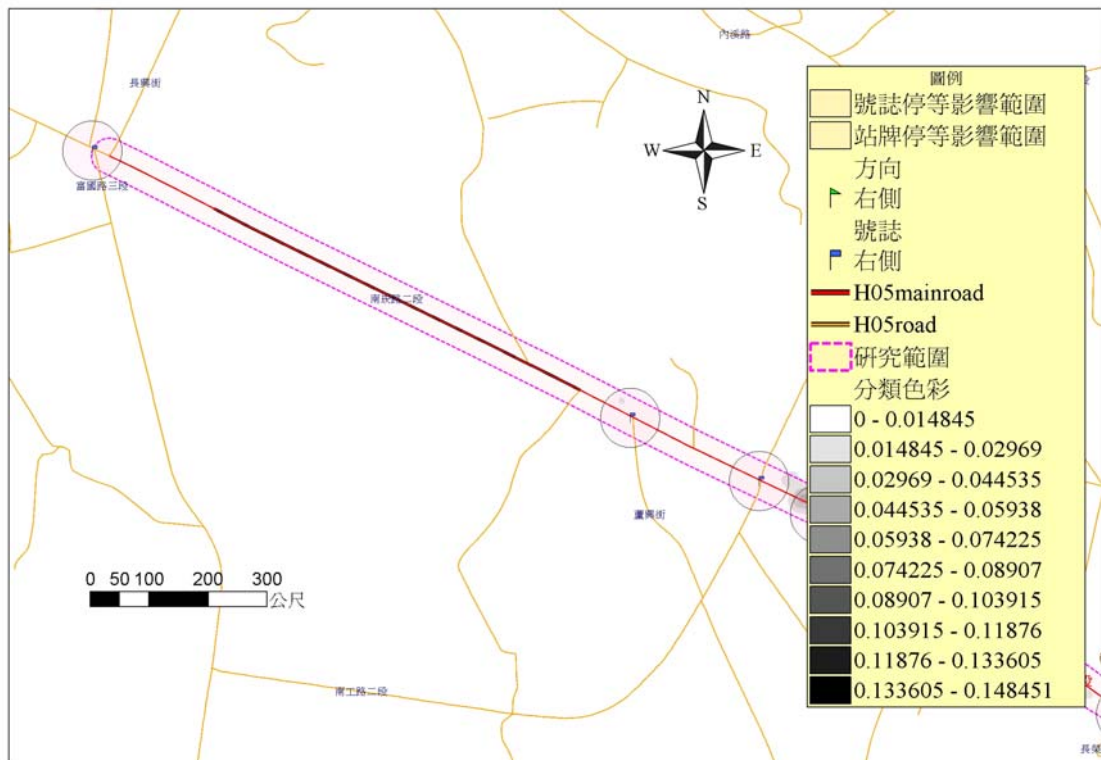 內溪路
長興街
富國路三段
南崁路二段
蘆興街
南工路二段
長榮
N
W E
S
0 50 100 200 300
公尺
圖例
號誌停等影響範圍
站牌停等影響範圍
方向
右側
號誌
右側
H05mainroad
H05road
研究範圍
分類色彩
0 - 0.014845
0.014845 - 0.02969
0.02969 - 0.044535
0.044535 - 0.05938
0.05938 - 0.074225
0.074225 - 0.08907
0.08907 - 0.103915
0.103915 - 0.11876
0.11876 - 0.133605
0.133605 - 0.148451